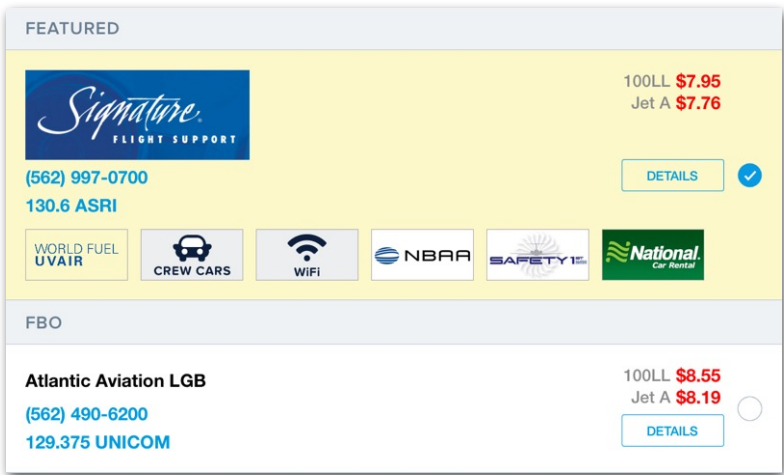 FEATURED
Signature.
FLIGHT SUPPORT
100LL $7.95
Jet A $7.76
(562) 997-0700
DETAILS
130.6 ASRI
WORLD FUEL
UVAIR
CREW CARS
WiFi
NBAA
SAFETY 1ST
National.
Car Rental
FBO
Atlantic Aviation LGB
100LL $8.55
Jet A $8.19
(562) 490-6200
DETAILS
129.375 UNICOM